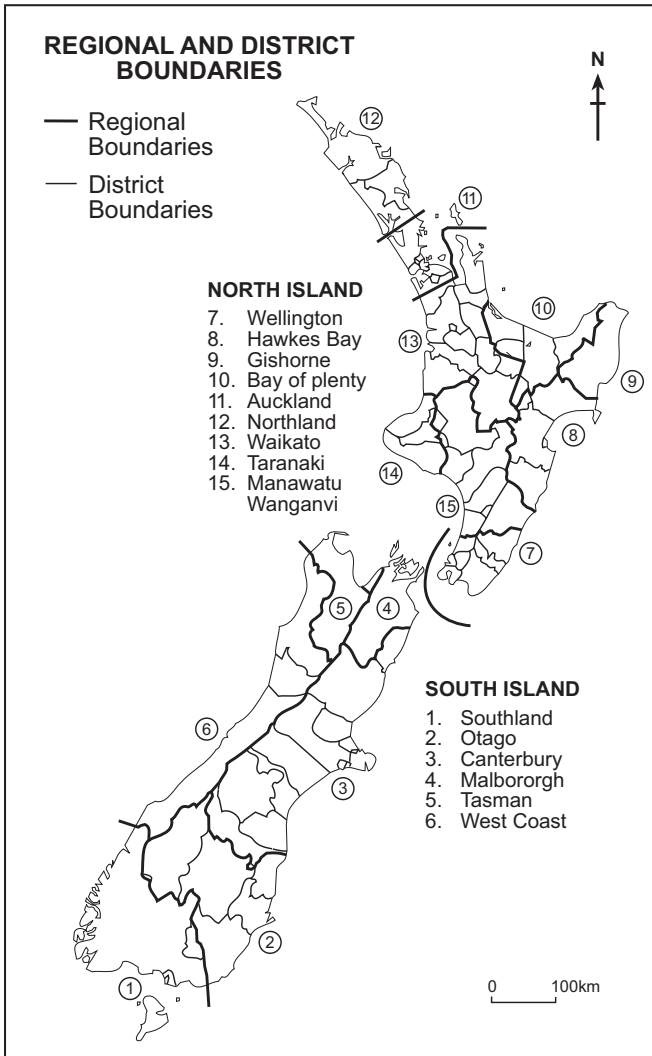 REGIONAL AND DISTRICT
BOUNDARIES
N
Regional
Boundaries
District
Boundaries
12
11
NORTH ISLAND
7. Wellington
8. Hawkes Bay
9. Gishorne
10. Bay of plenty
11. Auckland
12. Northland
13. Waikato
14. Taranaki
15. Manawatu
Wanganvi
10
13
9
8
14
15
7
5
4
SOUTH ISLAND
1. Southland
2. Otago
3. Canterbury
4. Malbororgh
5. Tasman
6. West Coast
6
3
2
1
0 100km